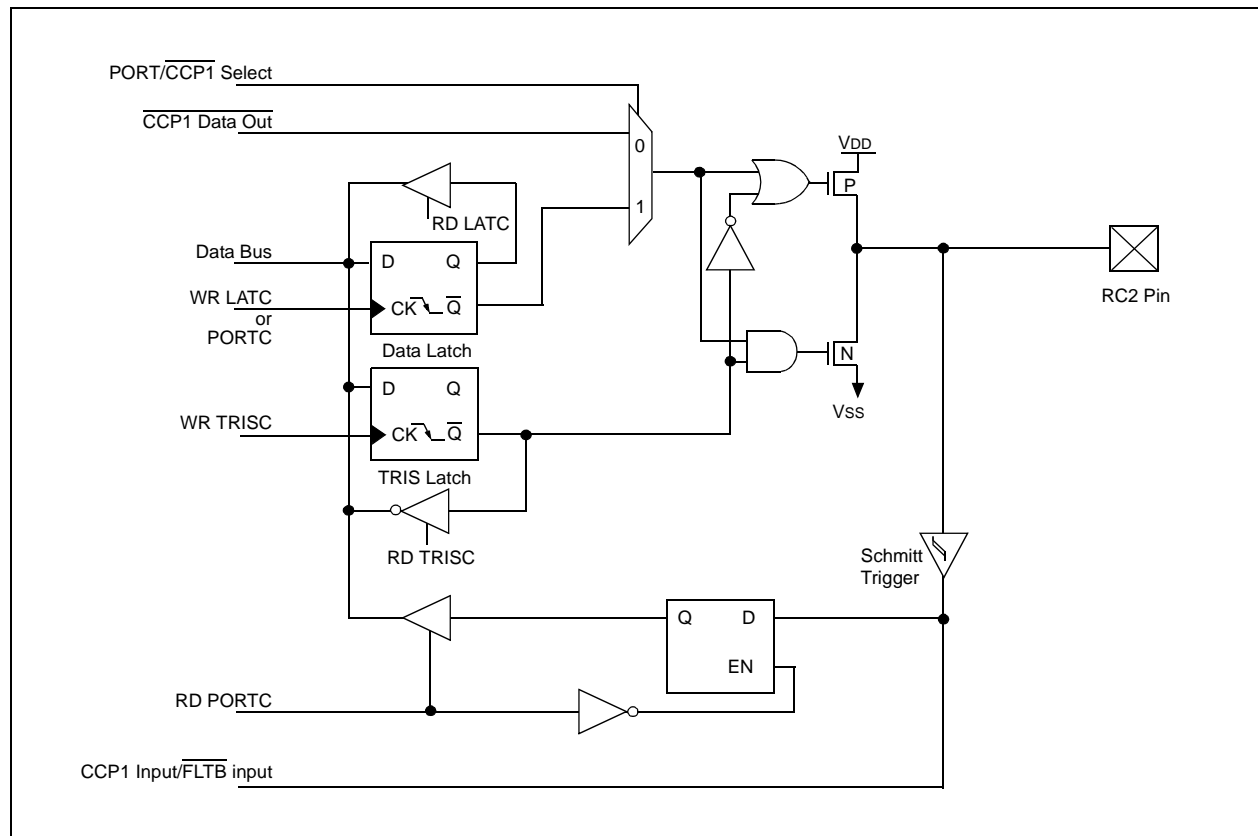 PORT/CCP1 Select
CCP1 Data Out
0
1
VDD
P
RD LATC
Data Bus
D Q
WR LATC
or
PORTC
CK Q
Data Latch
N
VSS
RC2 Pin
D Q
WR TRISC
CK Q
TRIS Latch
RD TRISC
Schmitt
Trigger
Q D
EN
RD PORTC
CCP1 Input/FLTB input